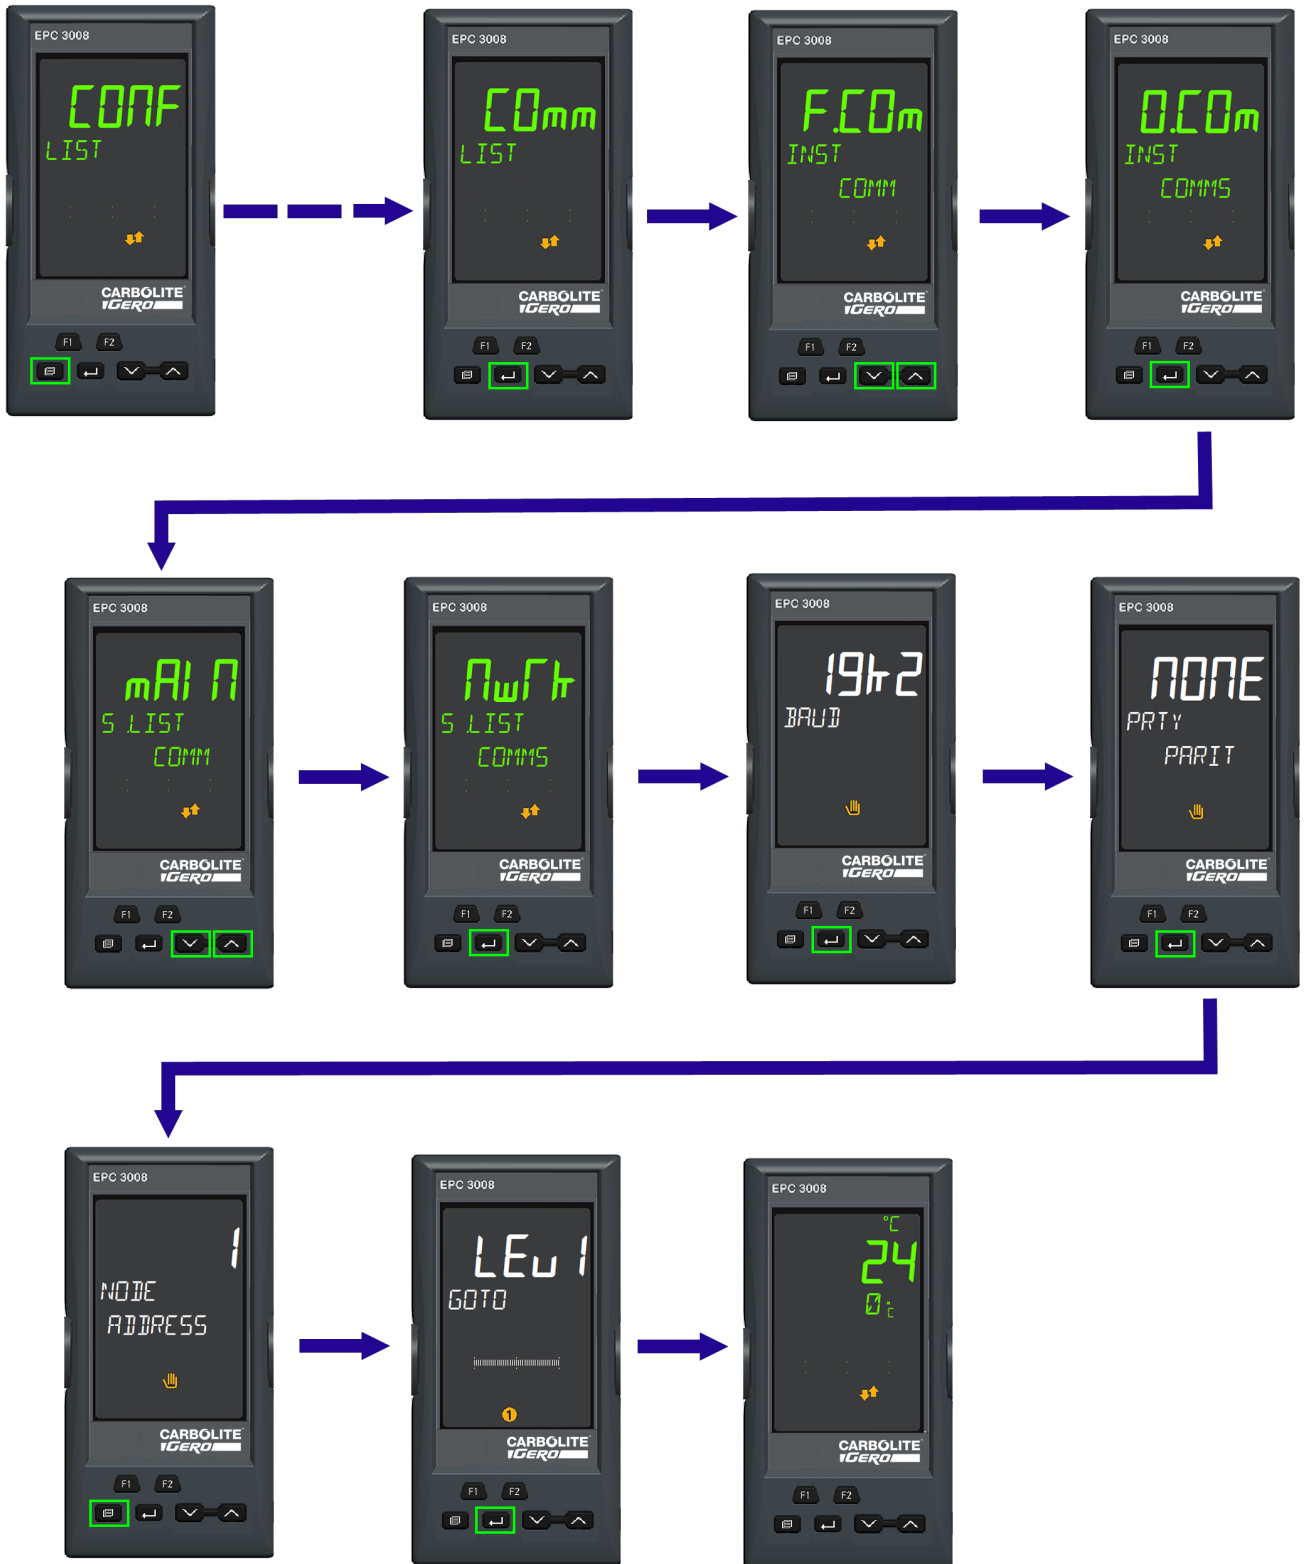 EPC 3008
CONF
LIST
CARBOLITE
GERO
F1 F2
EPC 3008
COmm
LIST
CARBOLITE
GERO
F1 F2
EPC 3008
F.COm
INST
COMM
CARBOLITE
GERO
F1 F2
EPC 3008
O.COm
INST
COMMS
CARBOLITE
GERO
F1 F2
EPC 3008
mAIN
S.LIST
COMM
CARBOLITE
GERO
F1 F2
EPC 3008
NwrK
S.LIST
COMMS
CARBOLITE
GERO
F1 F2
EPC 3008
19K2
BAUD
CARBOLITE
GERO
F1 F2
EPC 3008
NONE
PRTY
PARIT
CARBOLITE
GERO
F1 F2
EPC 3008
1
NODE
ADDRESS
CARBOLITE
GERO
F1 F2
EPC 3008
LEv 1
GOTO
1
CARBOLITE
GERO
F1 F2
EPC 3008
°C
24
0 °C
CARBOLITE
GERO
F1 F2